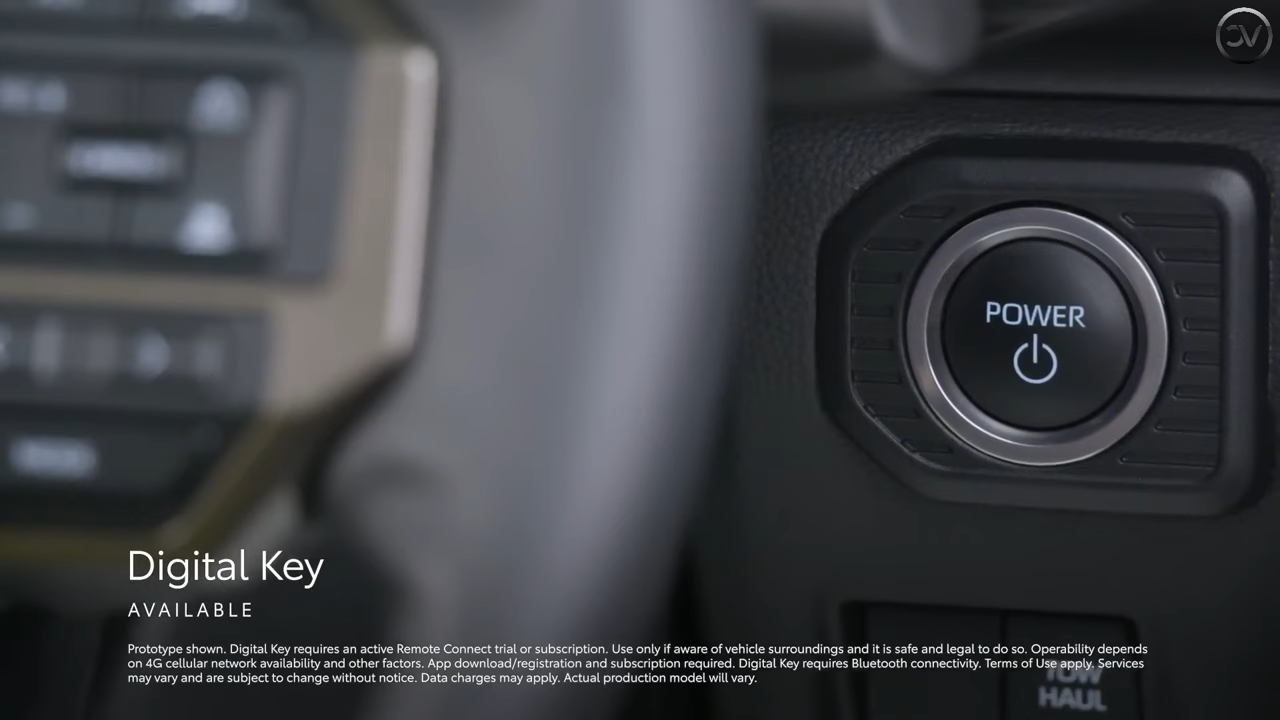 CV
POWER
Digital Key
AVAILABLE
Prototype shown. Digital Key requires an active Remote Connect trial or subscription. Use only if aware of vehicle surroundings and it is safe and legal to do so. Operability depends
on 4G cellular network availability and other factors. App download/registration and subscription required. Digital Key requires Bluetooth connectivity. Terms of Use apply. Services
may vary and are subject to change without notice. Data charges may apply. Actual production model will vary.
TOW
HAUL